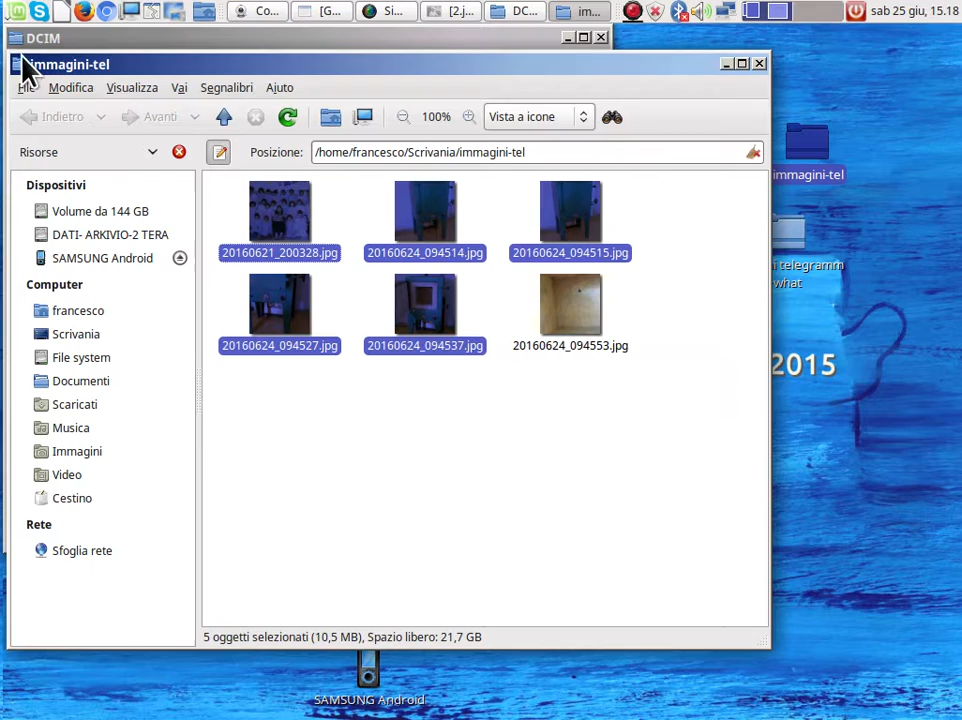 Co...
[G...
Si...
[2.j...
DC...
im...
sab 25 giu, 15.18
DCIM
immagini-tel
File Modifica Visualizza Vai Segnalibri Aiuto
Indietro Avanti 100% Vista a icone
Risorse Posizione: /home/francesco/Scrivania/immagini-tel
Dispositivi
Volume da 144 GB
DATI- ARKIVIO-2 TERA
SAMSUNG Android
Computer
francesco
Scrivania
File system
Documenti
Scaricati
Musica
Immagini
Video
Cestino
Rete
Sfoglia rete
20160621_200328.jpg 20160624_094514.jpg 20160624_094515.jpg
20160624_094527.jpg 20160624_094537.jpg 20160624_094553.jpg
5 oggetti selezionati (10,5 MB), Spazio libero: 21,7 GB
immagini-tel
i telegramm
what
2015
SAMSUNG Android